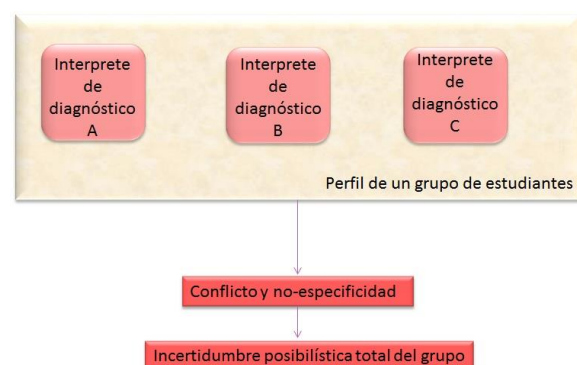 Interprete
de
diagnóstico
A
Interprete
de
diagnóstico
B
Interprete
de
diagnóstico
C
Perfil de un grupo de estudiantes
Conflicto y no-especificidad
Incertidumbre posibilística total del grupo